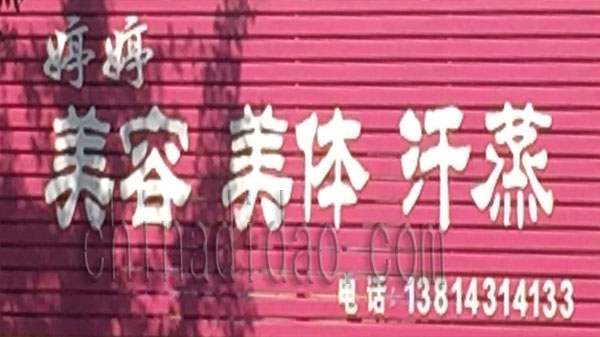 婷婷
美容 美体 汗蒸
chinadidao.com
电话:13814314133